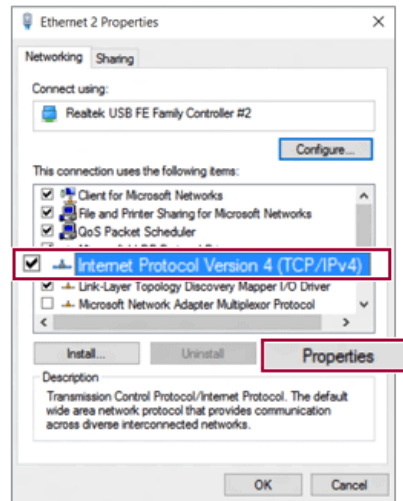 Ethernet 2 Properties
Networking Sharing
Connect using:
Realtek USB FE Family Controller #2
Configure...
This connection uses the following items:
Client for Microsoft Networks
File and Printer Sharing for Microsoft Networks
QoS Packet Scheduler
Internet Protocol Version 4 (TCP/IPv4)
Link-Layer Topology Discovery Mapper I/O Driver
Microsoft Network Adapter Multiplexor Protocol
Install... Uninstall Properties
Description
Transmission Control Protocol/Internet Protocol. The default
wide area network protocol that provides communication
across diverse interconnected networks.
OK Cancel